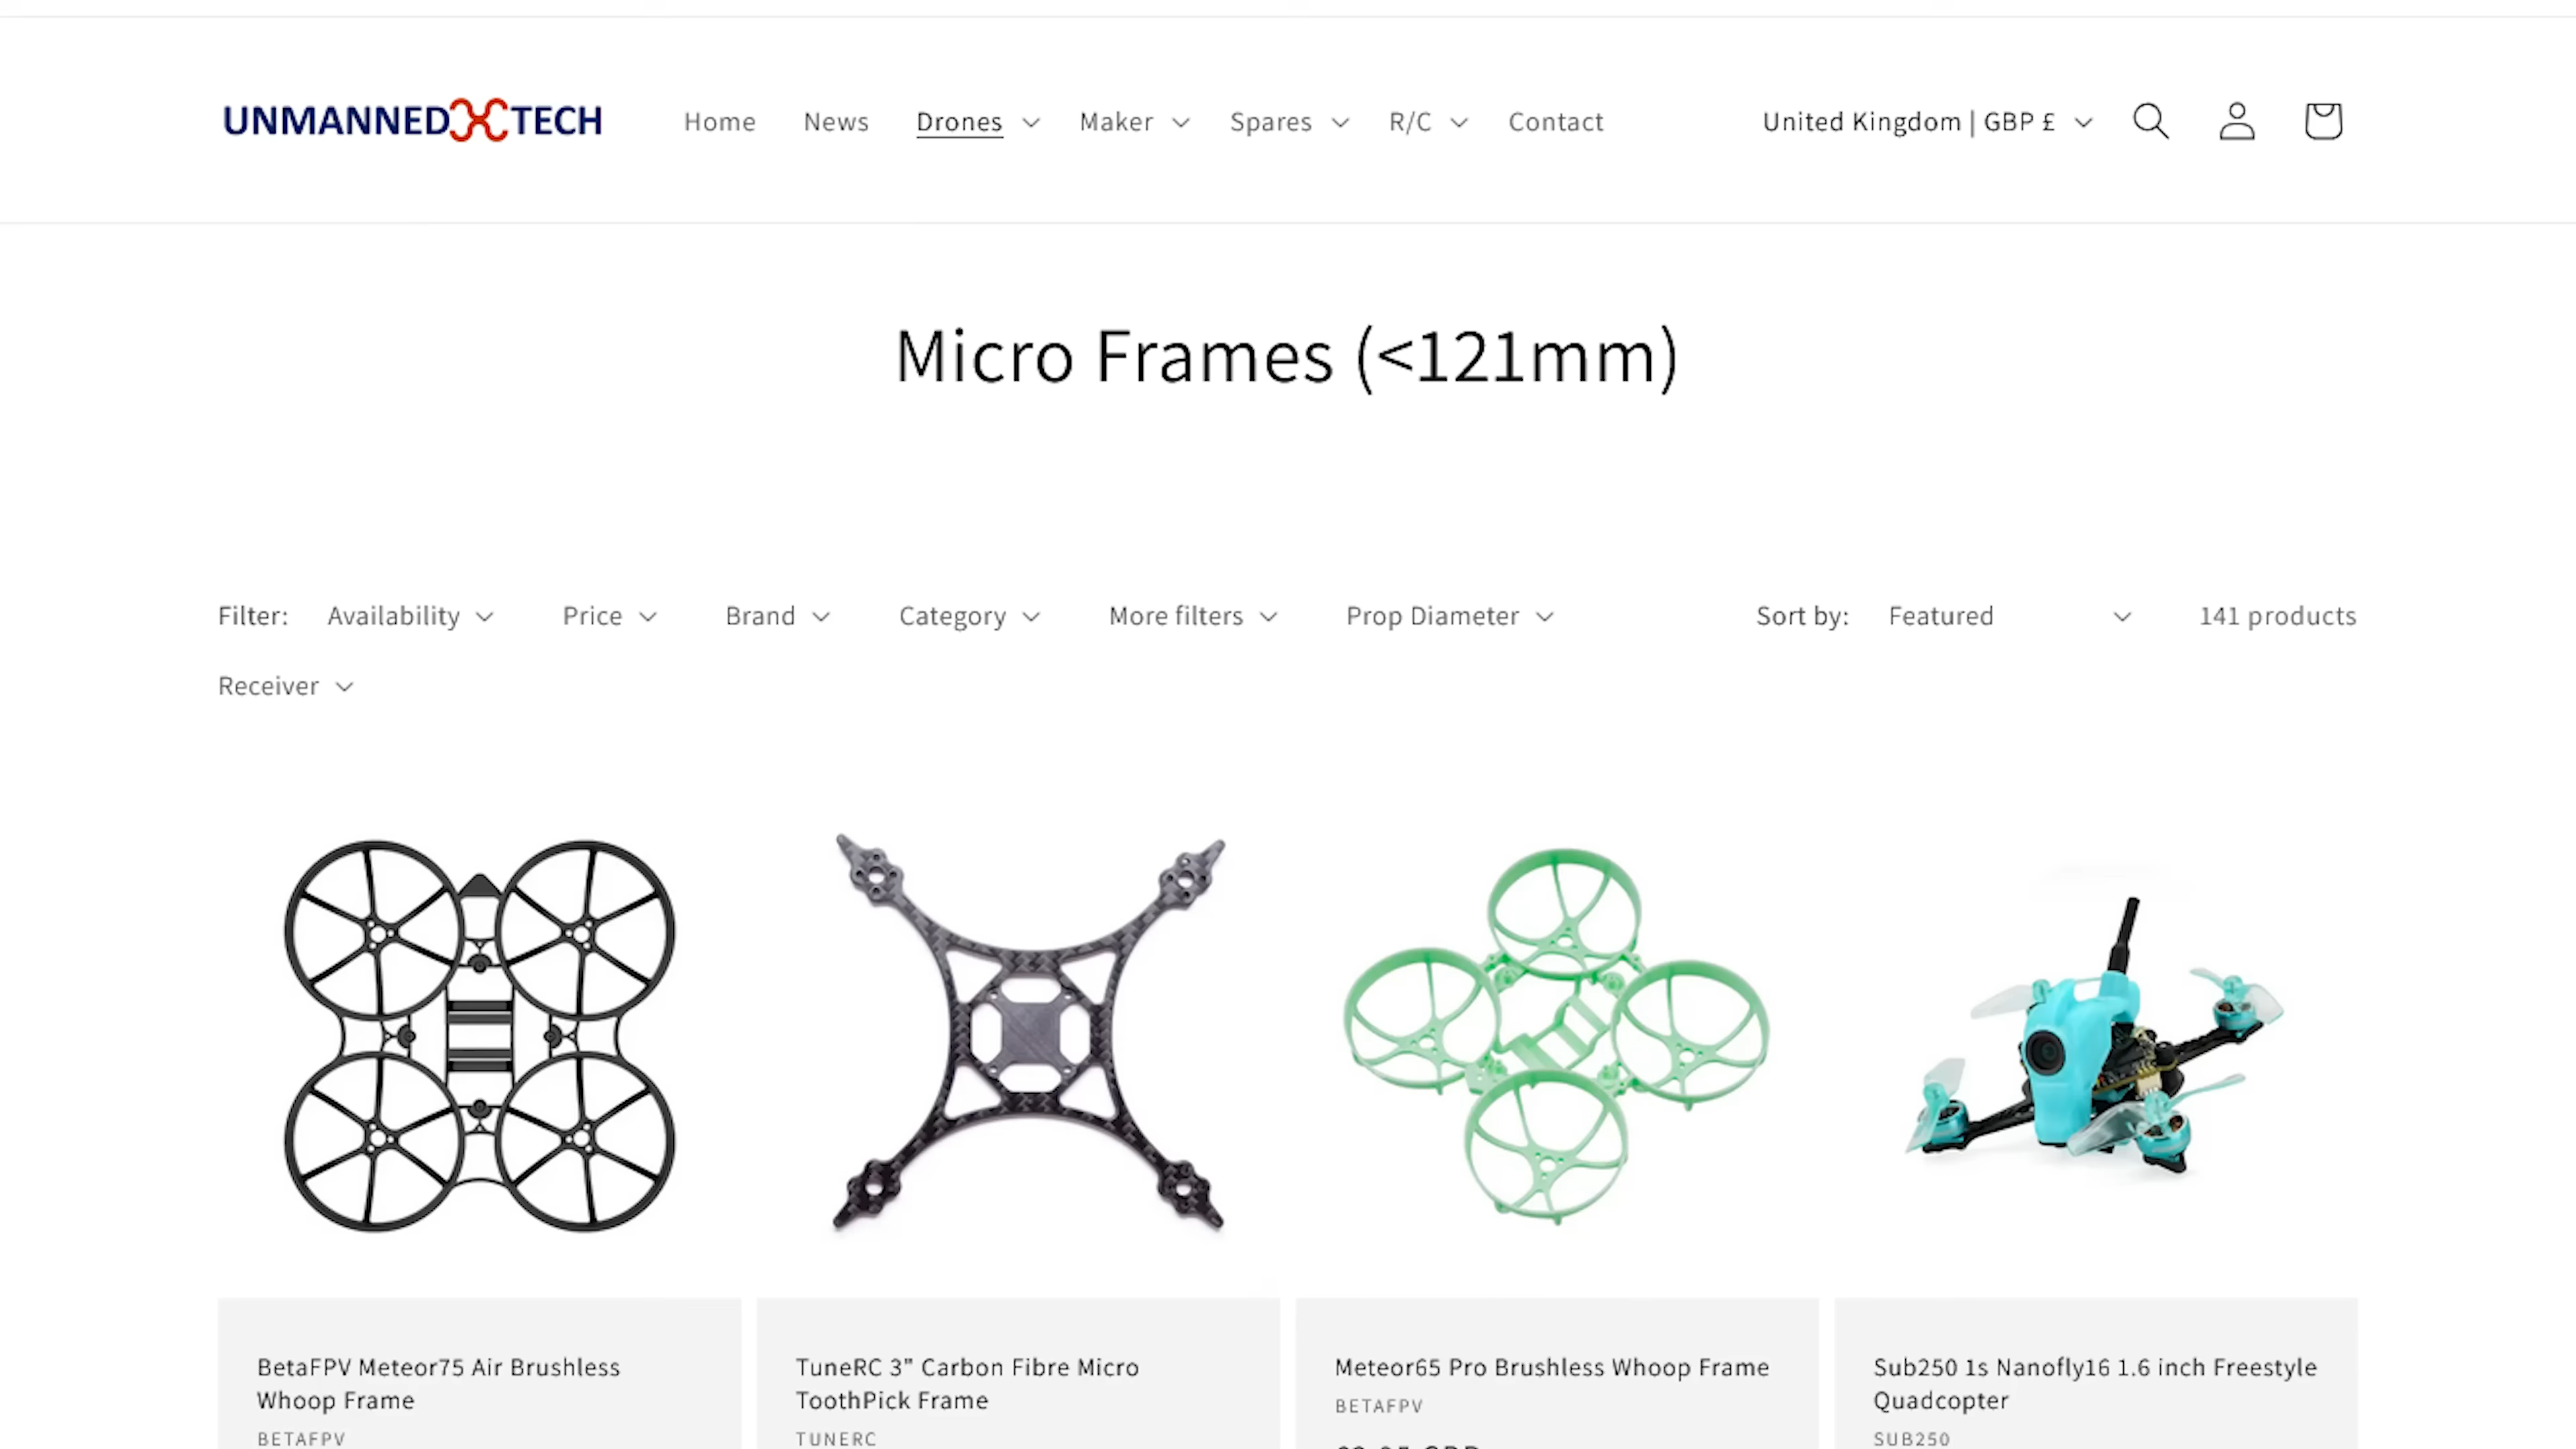 UNMANNED TECH
Home News Drones Maker Spares R/C Contact United Kingdom | GBP £
Micro Frames (<121mm)
Filter: Availability Price Brand Category More filters Prop Diameter Sort by: Featured 141 products
Receiver
BetaFPV Meteor75 Air Brushless
Whoop Frame
BETAFPV
TuneRC 3" Carbon Fibre Micro
ToothPick Frame
TUNERC
Meteor65 Pro Brushless Whoop Frame
BETAFPV
Sub250 1s Nanofly16 1.6 inch Freestyle
Quadcopter
SUB250